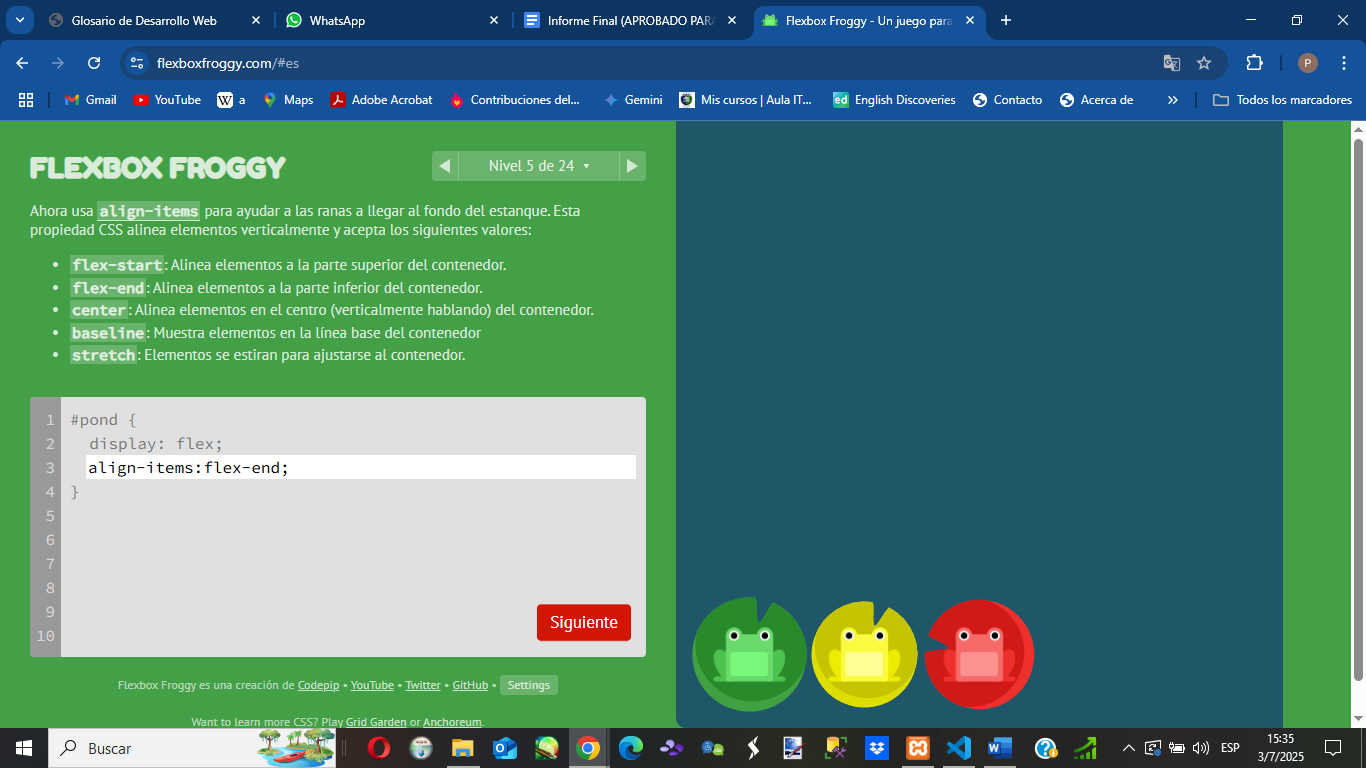 Glosario de Desarrollo Web
WhatsApp
Informe Final (APROBADO PARA
Flexbox Froggy - Un juego para
flexboxfroggy.com/#es
P
Gmail
YouTube
W a
Maps
Adobe Acrobat
Contribuciones del...
Gemini
Mis cursos | Aula IT...
ed English Discoveries
Contacto
Acerca de
»
Todos los marcadores
FLEXBOX FROGGY
Nivel 5 de 24
Ahora usa align-items para ayudar a las ranas a llegar al fondo del estanque. Esta
propiedad CSS alinea elementos verticalmente y acepta los siguientes valores:
• flex-start: Alinea elementos a la parte superior del contenedor.
• flex-end: Alinea elementos a la parte inferior del contenedor.
• center: Alinea elementos en el centro (verticalmente hablando) del contenedor.
• baseline: Muestra elementos en la línea base del contenedor
• stretch: Elementos se estiran para ajustarse al contenedor.
1 #pond {
2 display: flex;
3 align-items:flex-end;
4 }
5
6
7
8
9
10
Siguiente
Flexbox Froggy es una creación de Codepip • YouTube • Twitter • GitHub • Settings
Want to learn more CSS? Play Grid Garden or Anchoreum.
Buscar
ESP
15:35
3/7/2025